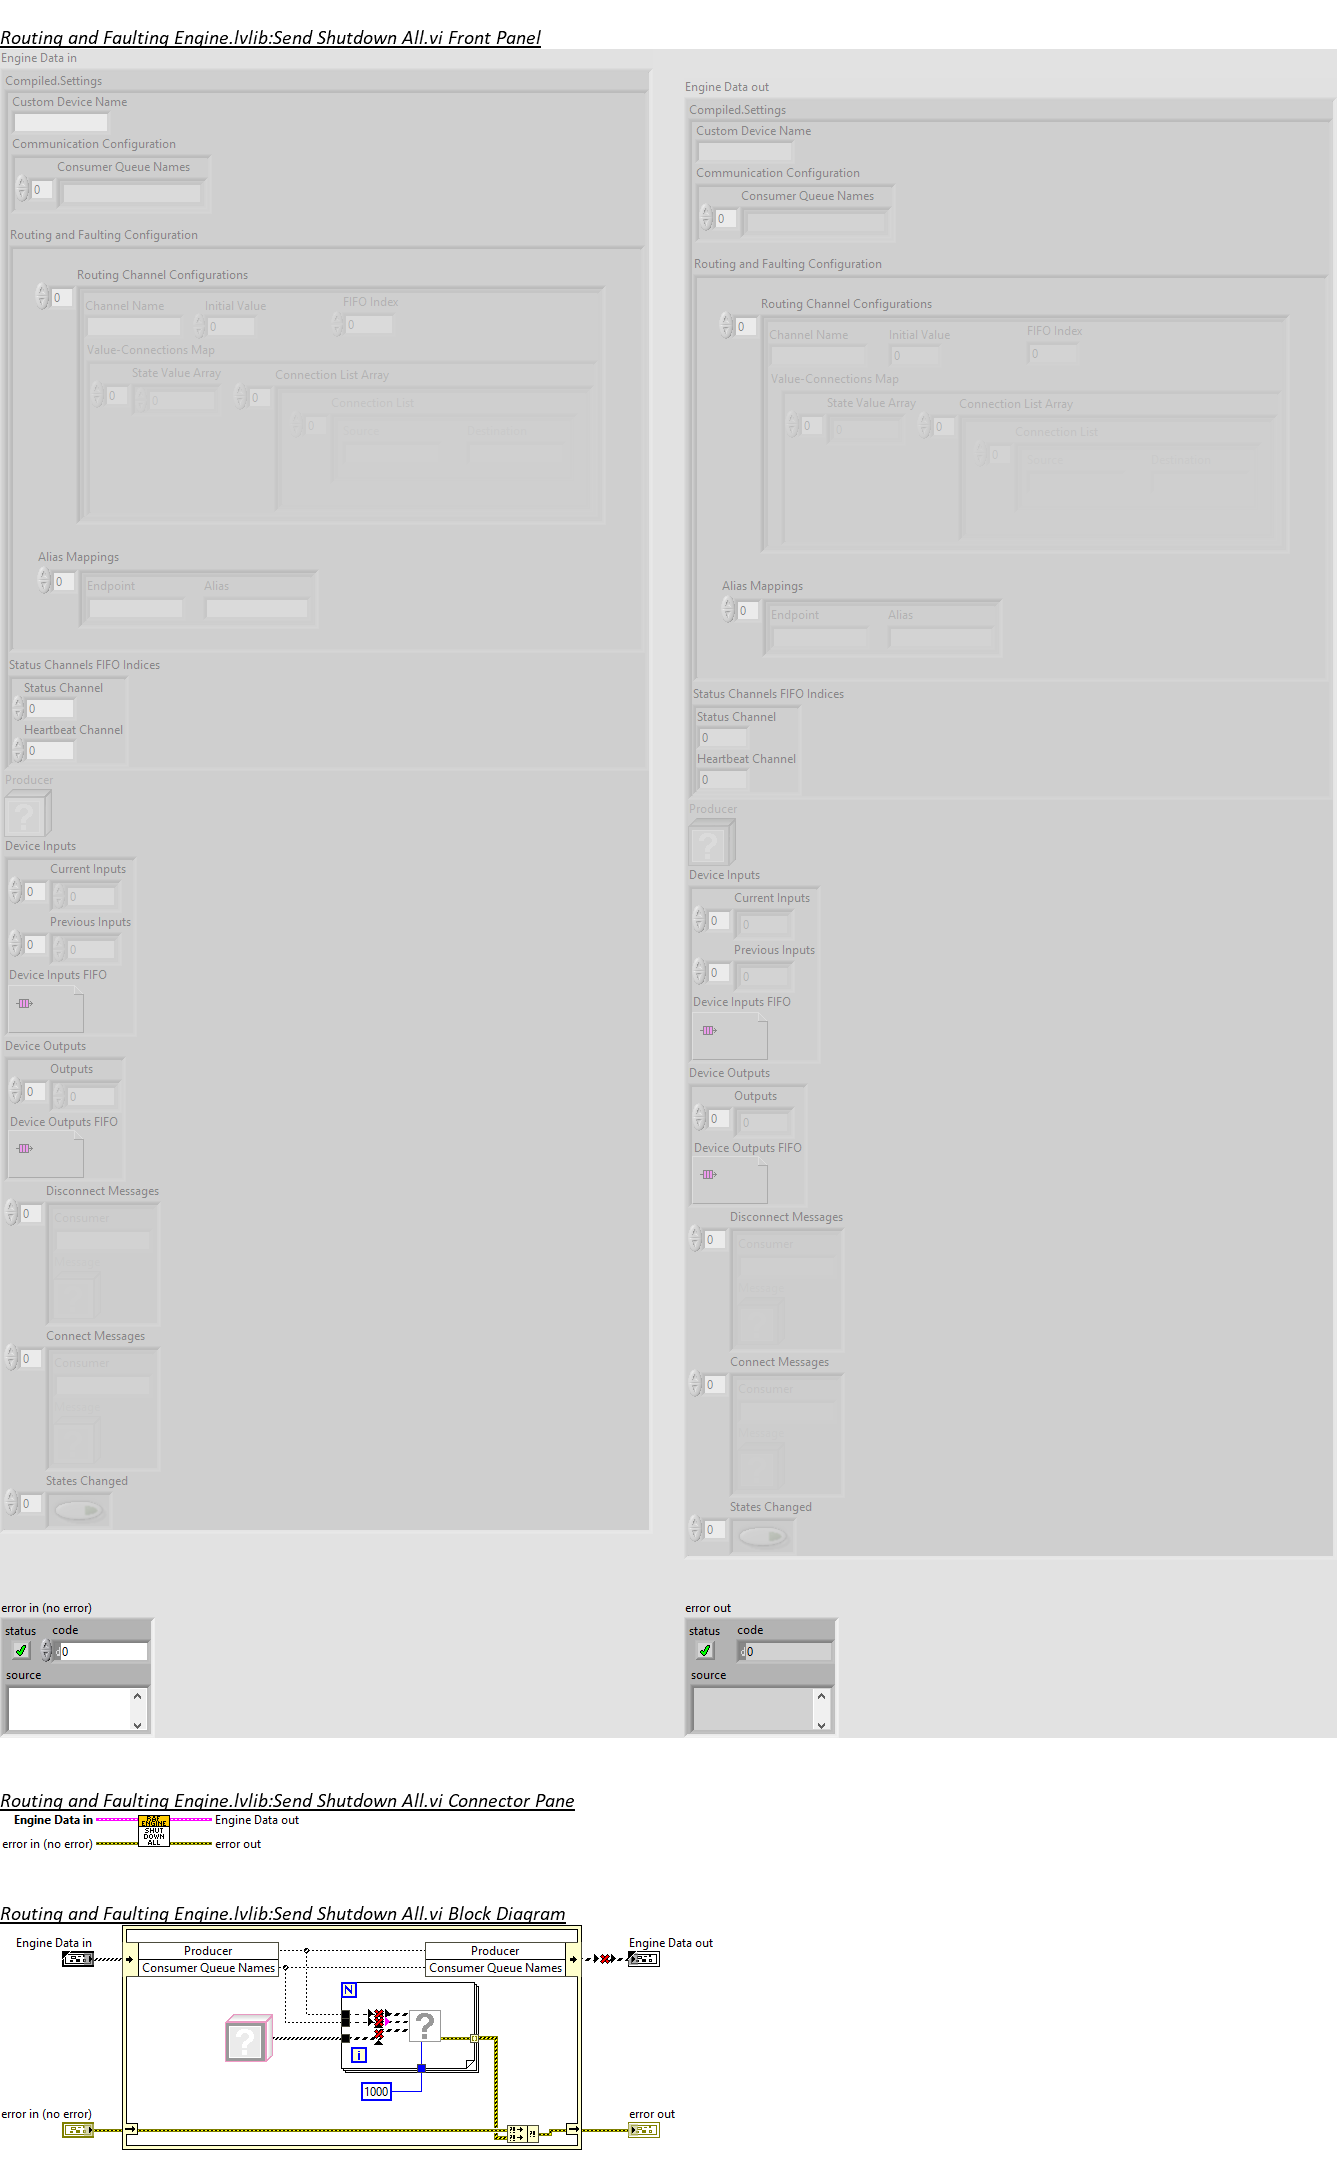 Routing and Faulting Engine.lvlib:Send Shutdown All.vi Front Panel
Engine Data in
Compiled.Settings
Custom Device Name
Communication Configuration
Consumer Queue Names
0
Routing and Faulting Configuration
Routing Channel Configurations
0
Channel Name Initial Value FIFO Index
0 0
Value-Connections Map
State Value Array Connection List Array
0 0 0
Connection List
0
Source Destination
Alias Mappings
0
Endpoint Alias
Status Channels FIFO Indices
Status Channel
0
Heartbeat Channel
0
Producer
?
Device Inputs
Current Inputs
0 0
Previous Inputs
0 0
Device Inputs FIFO
Device Outputs
Outputs
0 0
Device Outputs FIFO
Disconnect Messages
0
Consumer
Connect Messages
0
Consumer
States Changed
0
error in (no error)
status code
0
source
Engine Data out
Compiled.Settings
Custom Device Name
Communication Configuration
Consumer Queue Names
0
Routing and Faulting Configuration
Routing Channel Configurations
0
Channel Name Initial Value FIFO Index
0 0
Value-Connections Map
State Value Array Connection List Array
0 0 0
Connection List
0
Source Destination
Alias Mappings
0
Endpoint Alias
Status Channels FIFO Indices
Status Channel
0
Heartbeat Channel
0
Producer
?
Device Inputs
Current Inputs
0 0
Previous Inputs
0 0
Device Inputs FIFO
Device Outputs
Outputs
0 0
Device Outputs FIFO
Disconnect Messages
0
Consumer
Connect Messages
0
Consumer
States Changed
0
error out
status code
d0
source
Routing and Faulting Engine.lvlib:Send Shutdown All.vi Connector Pane
Engine Data in
error in (no error)
RAF
ENGINE
SHUT
DOWN
ALL
Engine Data out
error out
Routing and Faulting Engine.lvlib:Send Shutdown All.vi Block Diagram
Engine Data in
Producer
Consumer Queue Names
Producer
Consumer Queue Names
Engine Data out
N
?
?
i
1000
error in (no error)
error out